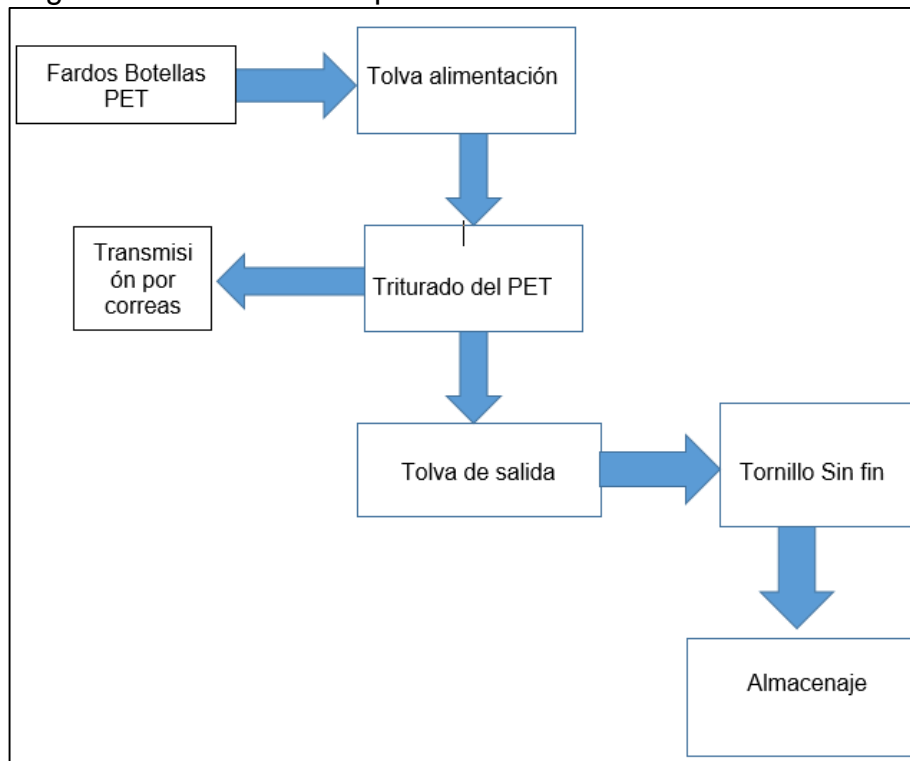 Fardos Botellas
PET
Tolva alimentación
Transmisi
ón por
correas
Triturado del PET
Tolva de salida
Tornillo Sin fin
Almacenaje